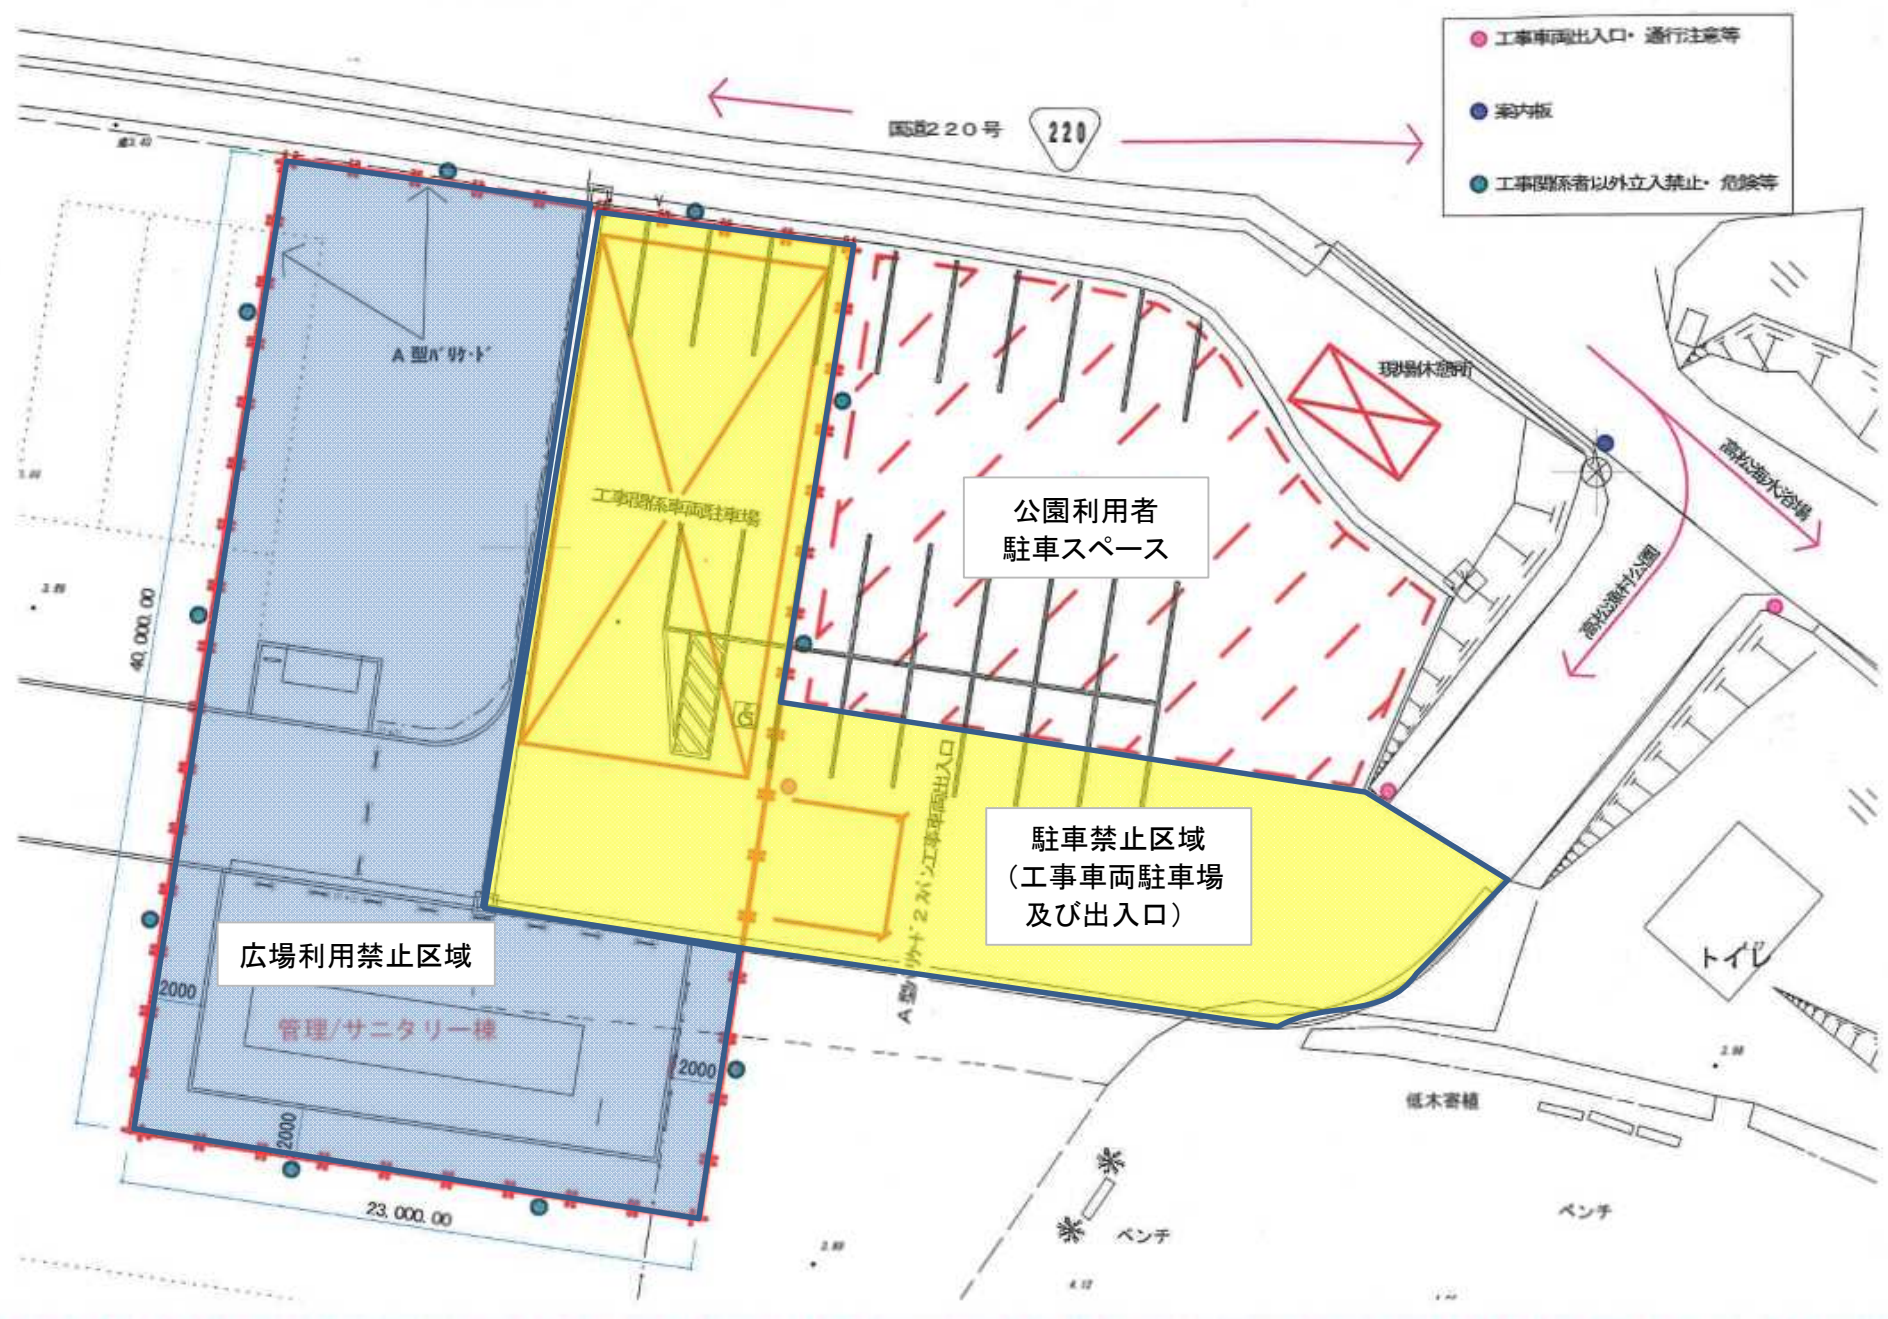 工事車両出入口・通行注意等
案内板
工事関係者以外立入禁止・危険等
国道220号
220
A型バリケード
現場休憩所
高松海水浴場
高松漁村公園
工事関係車両駐車場
公園利用者
駐車スペース
40,000.00
A型バリケード2スパン工事車両出入口
駐車禁止区域
(工事車両駐車場
及び出入口)
広場利用禁止区域
トイレ
2000
管理/サニタリー棟
2000
2000
23,000.00
低木寄植
ベンチ
ベンチ